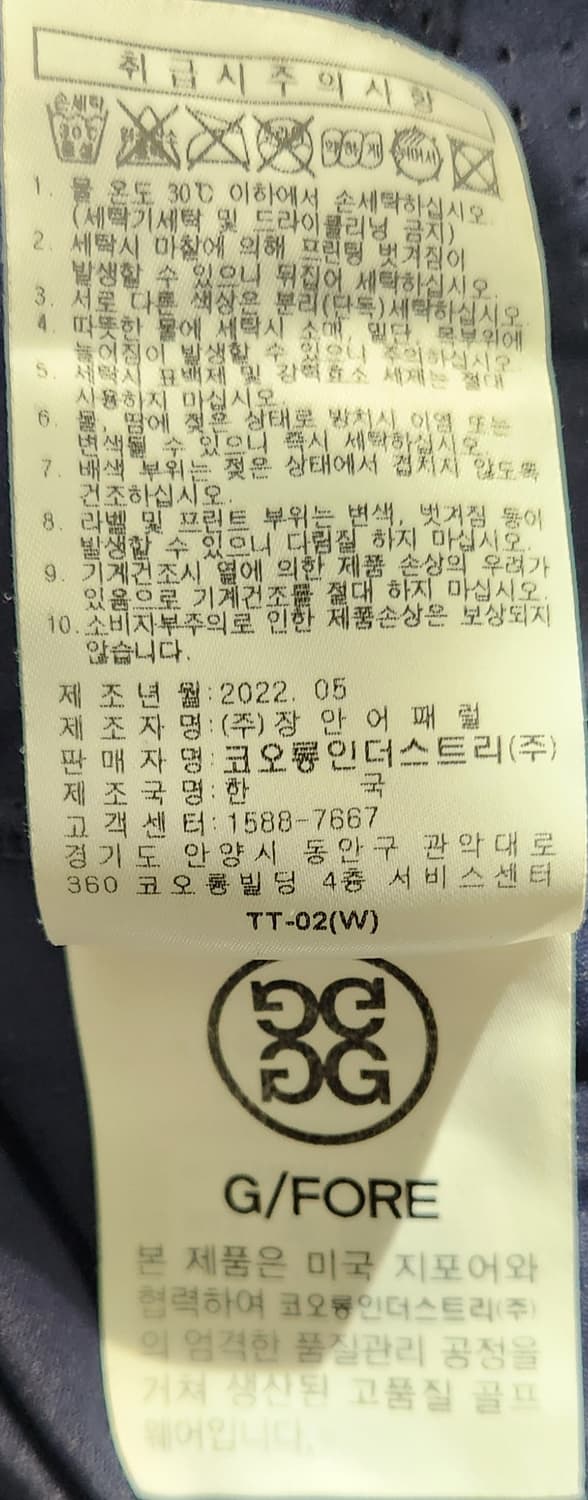 취급시주의사항
손세탁
30℃
중성
약하게
1. 물 온도 30℃ 이하에서 손세탁하십시오.
(세탁기세탁 및 드라이클리닝 금지)
2. 세탁시 마찰에 의해 프린팅 벗겨짐이
발생할 수 있으니 뒤집어 세탁하십시오.
3. 서로 다른 색상은 분리(단독)세탁하십시오.
4. 따뜻한 물에 세탁시 소매, 밑단, 목부위에
늘어짐이 발생할 수 있으니 주의하십시오.
5. 세탁시 표백제 및 강력효소 세제는 절대
사용하지 마십시오.
6. 물, 땀에 젖은 상태로 방치시 이염 또는
변색될 수 있으니 즉시 세탁하십시오.
7. 배색 부위는 젖은 상태에서 겹치지 않도록
건조하십시오.
8. 라벨 및 프린트 부위는 변색, 벗겨짐 등이
발생할 수 있으니 다림질 하지 마십시오.
9. 기계건조시 열에 의한 제품 손상의 우려가
있음으로 기계건조를 절대 하지 마십시오.
10. 소비자부주의로 인한 제품손상은 보상되지
않습니다.
제조년월:2022. 05
제조자명:(주)장안어패럴
판매자명:코오롱인더스트리(주)
제조국명:한국
고객센터:1588-7667
경기도 안양시 동안구 관악대로
360 코오롱빌딩 4층 서비스센터
TT-02(W)
G/FORE
본 제품은 미국 지포어와
협력하여 코오롱인더스트리(주)
의 엄격한 품질관리 공정을
거쳐 생산된 고품질 골프
웨어입니다.